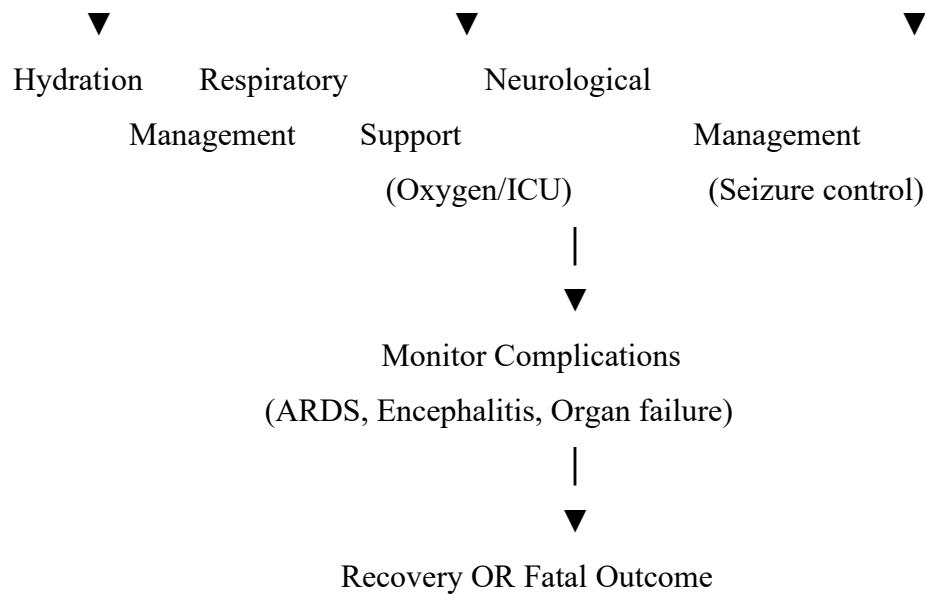 Hydration Respiratory Neurological
Management Support Management
(Oxygen/ICU) (Seizure control)
Monitor Complications
(ARDS, Encephalitis, Organ failure)
Recovery OR Fatal Outcome